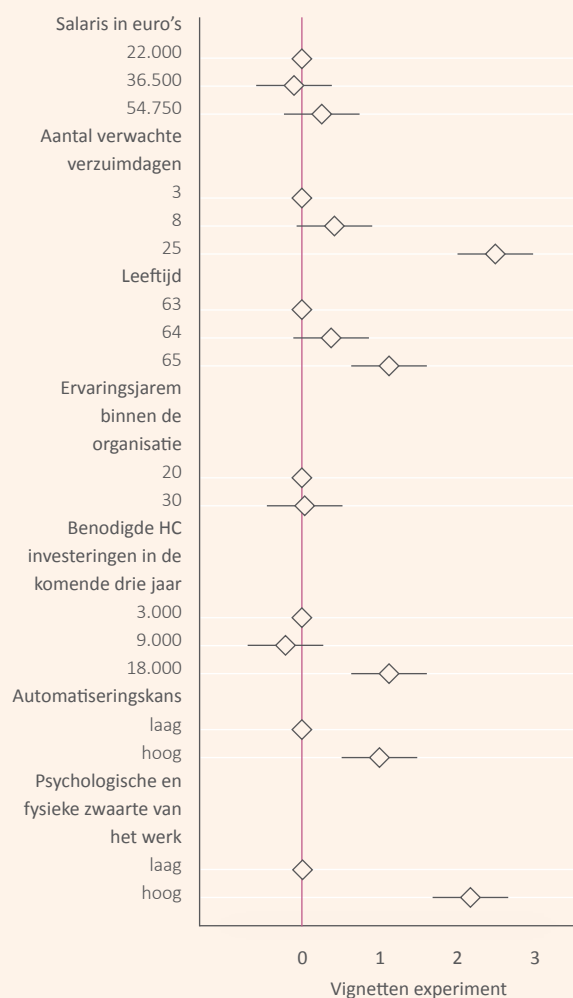 Salaris in euro’s
22.000
36.500
54.750
Aantal verwachte
verzuimdagen
3
8
25
Leeftijd
63
64
65
Ervaringsjarem
binnen de
organisatie
20
30
Benodigde HC
investeringen in de
komende drie jaar
3.000
9.000
18.000
Automatiseringskans
laag
hoog
Psychologische en
fysieke zwaarte van
het werk
laag
hoog
0 1 2 3
Vignetten experiment